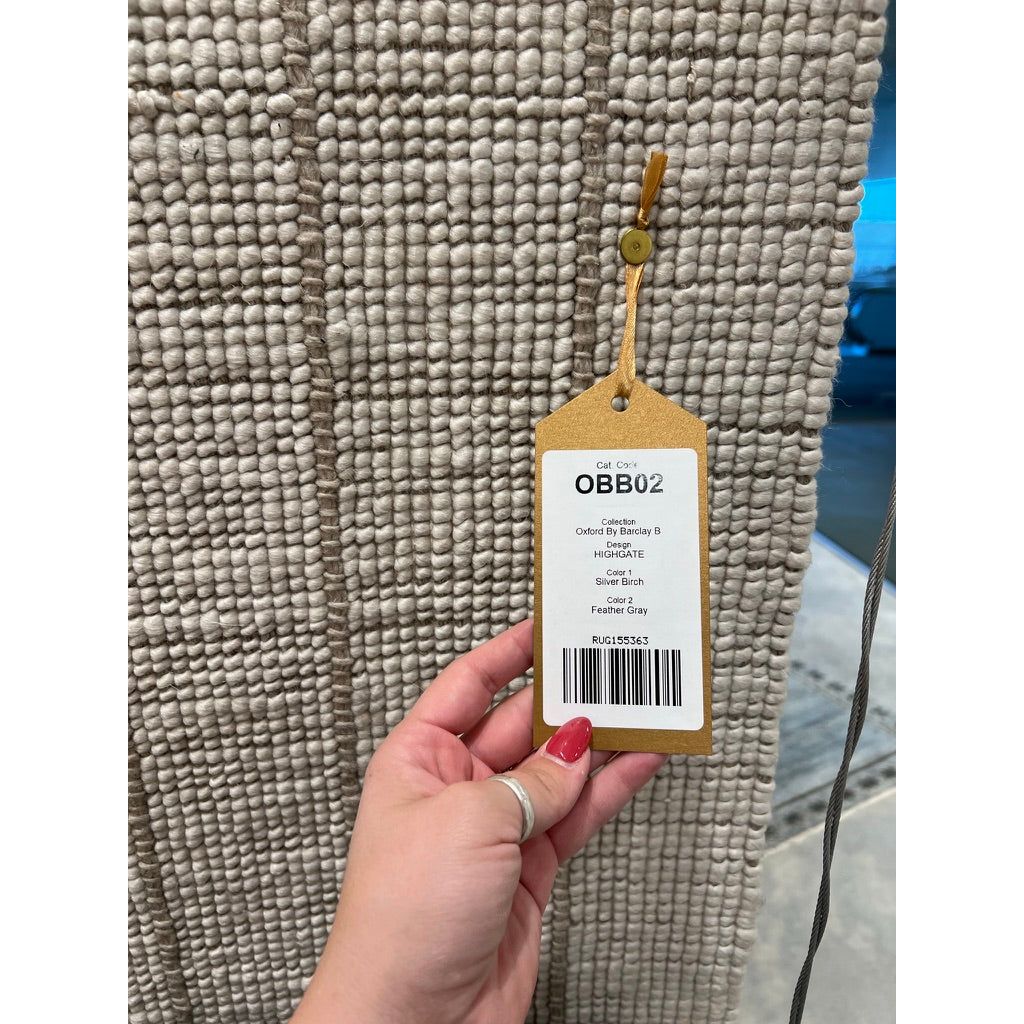 Cat. Code
OBB02
Collection
Oxford By Barclay B
Design
HIGHGATE
Color 1
Silver Birch
Color 2
Feather Gray
RUG155363